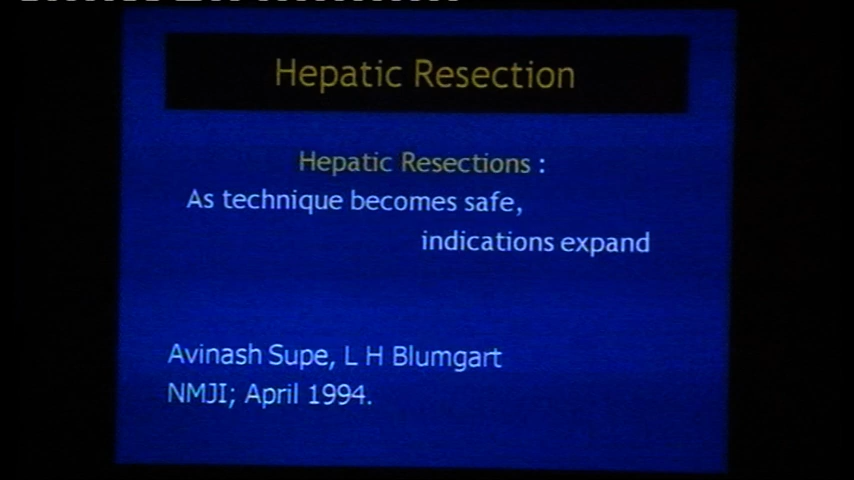 Hepatic Resection
Hepatic Resections :
As technique becomes safe,
indications expand
Avinash Supe, L H Blumgart
NMJI; April 1994.